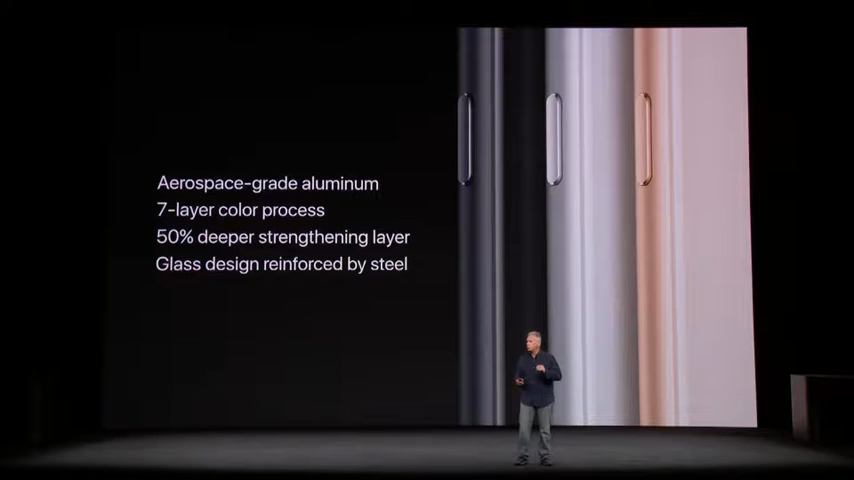 Aerospace-grade aluminum
7-layer color process
50% deeper strengthening layer
Glass design reinforced by steel